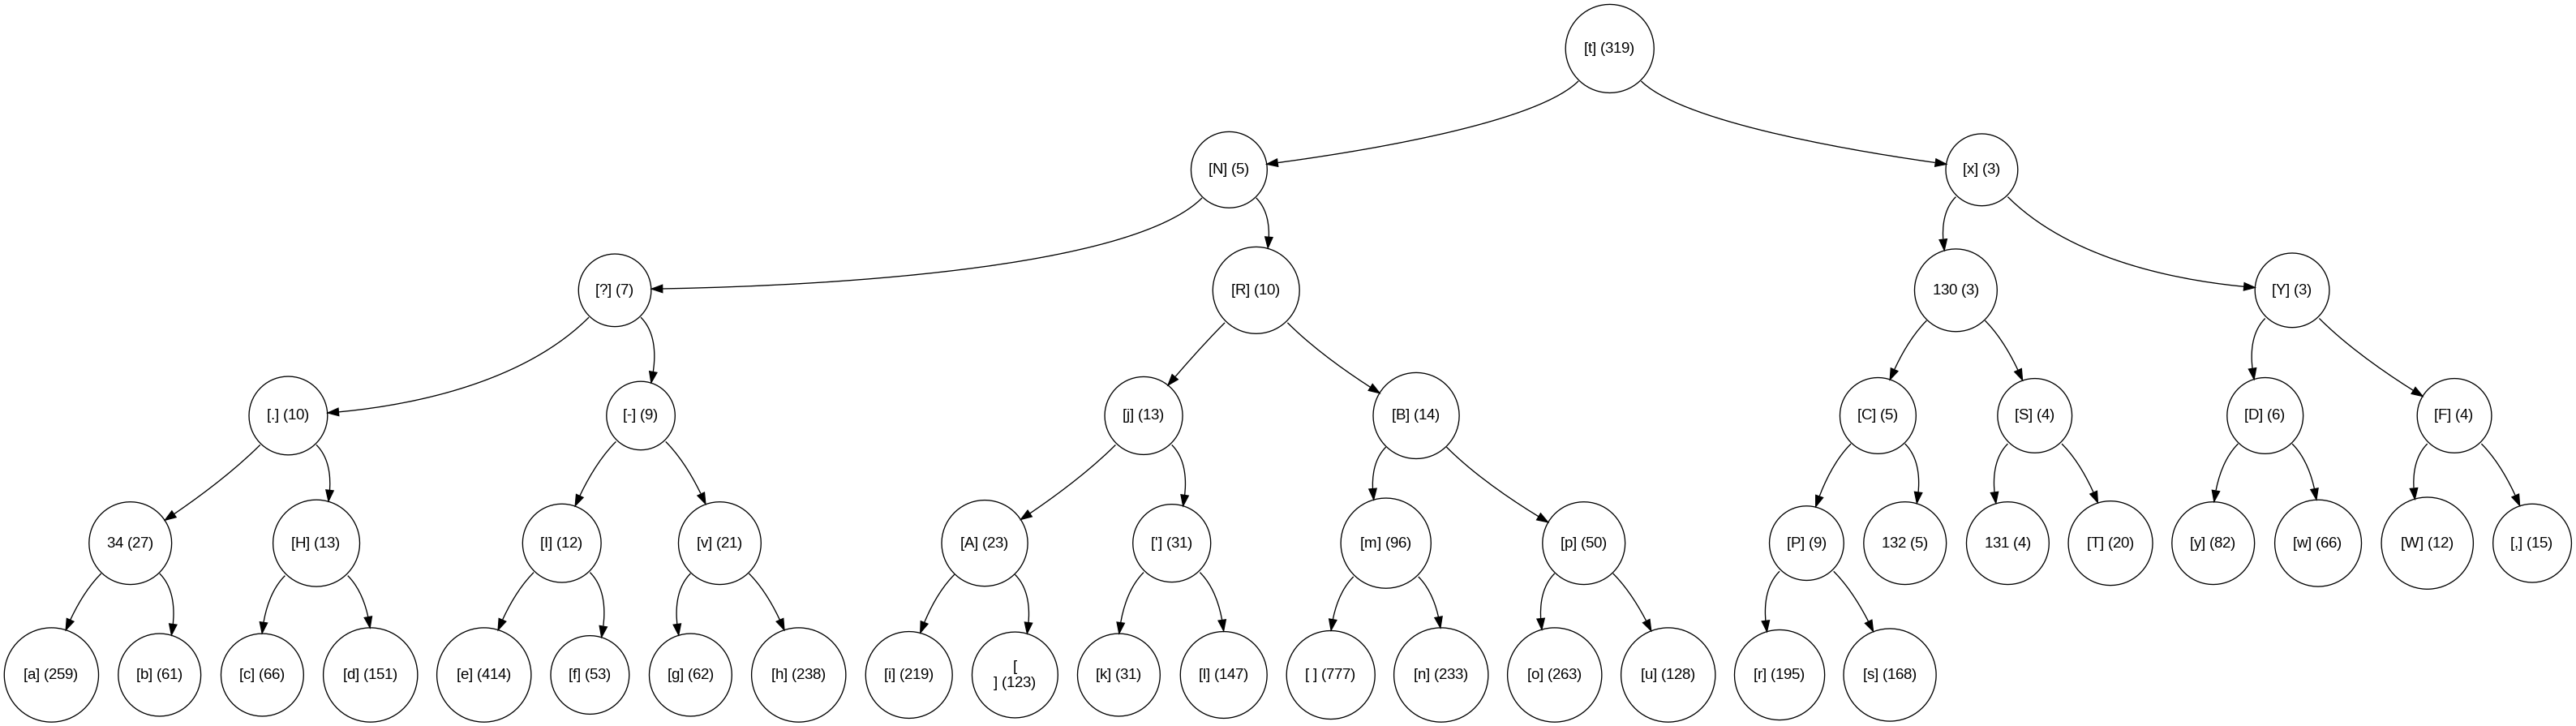 [t] (319)
[N] (5)
[x] (3)
[?] (7)
[R] (10)
130 (3)
[Y] (3)
[.] (10)
[-] (9)
[j] (13)
[B] (14)
[C] (5)
[S] (4)
[D] (6)
[F] (4)
34 (27)
[H] (13)
[I] (12)
[v] (21)
[A] (23)
['] (31)
[m] (96)
[p] (50)
[P] (9)
132 (5)
131 (4)
[T] (20)
[y] (82)
[w] (66)
[W] (12)
[,] (15)
[a] (259)
[b] (61)
[c] (66)
[d] (151)
[e] (414)
[f] (53)
[g] (62)
[h] (238)
[i] (219)
[
] (123)
[k] (31)
[l] (147)
[ ] (777)
[n] (233)
[o] (263)
[u] (128)
[r] (195)
[s] (168)